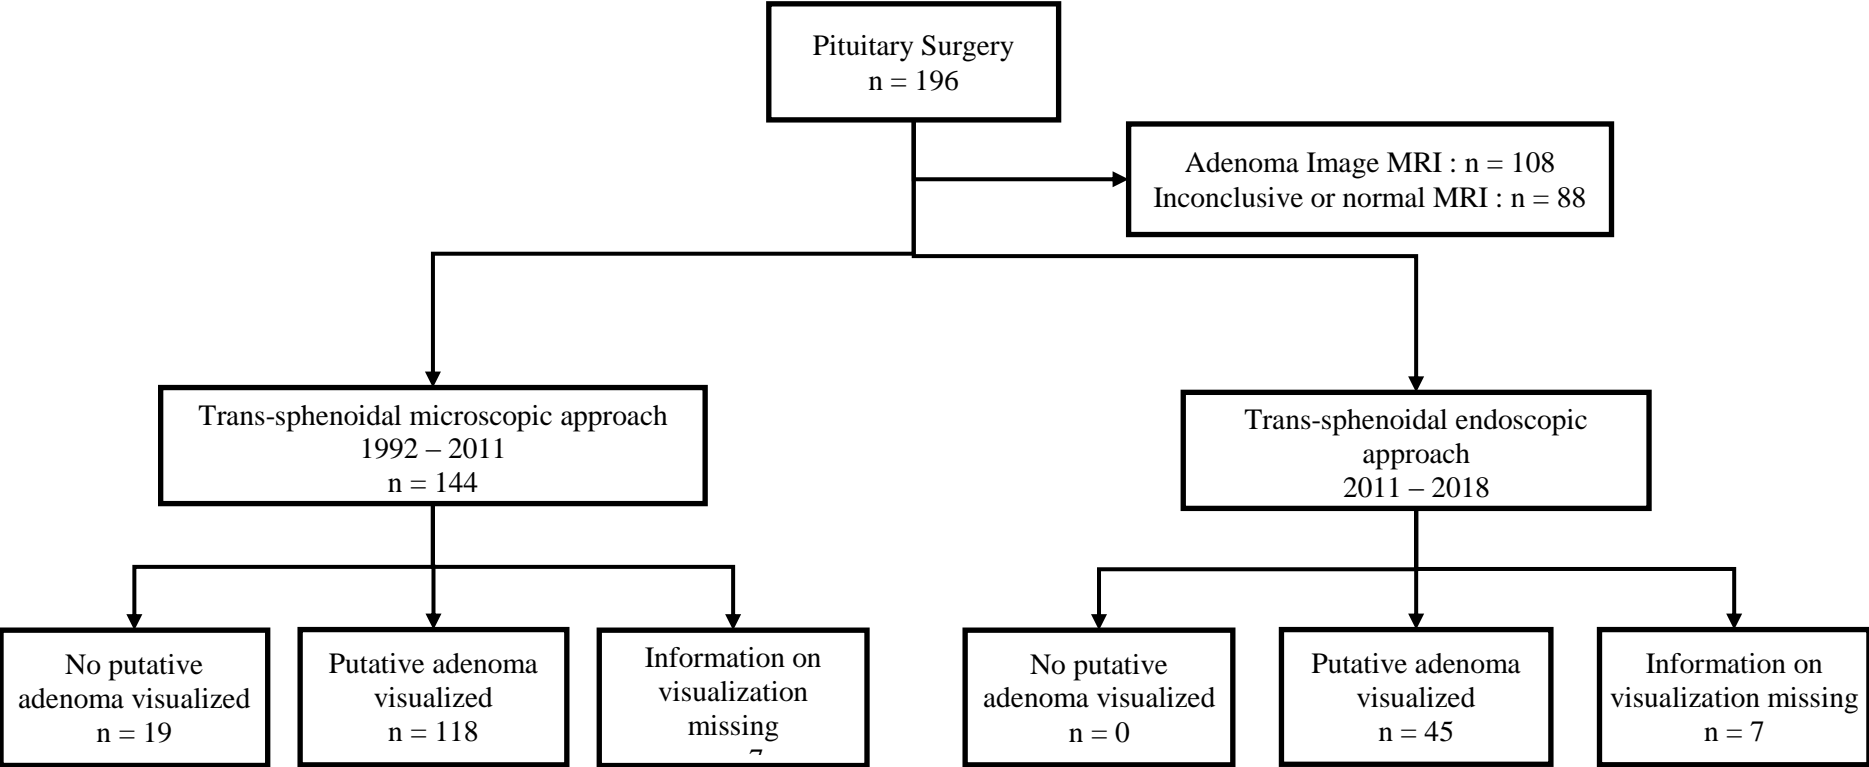 Pituitary Surgery
n = 196
Adenoma Image MRI : n = 108
Inconclusive or normal MRI : n = 88
Trans-sphenoidal microscopic approach
1992 – 2011
n = 144
Trans-sphenoidal endoscopic
approach
2011 – 2018
No putative
adenoma visualized
n = 19
Putative adenoma
visualized
n = 118
Information on
visualization
missing
No putative
adenoma visualized
n = 0
Putative adenoma
visualized
n = 45
Information on
visualization missing
n = 7